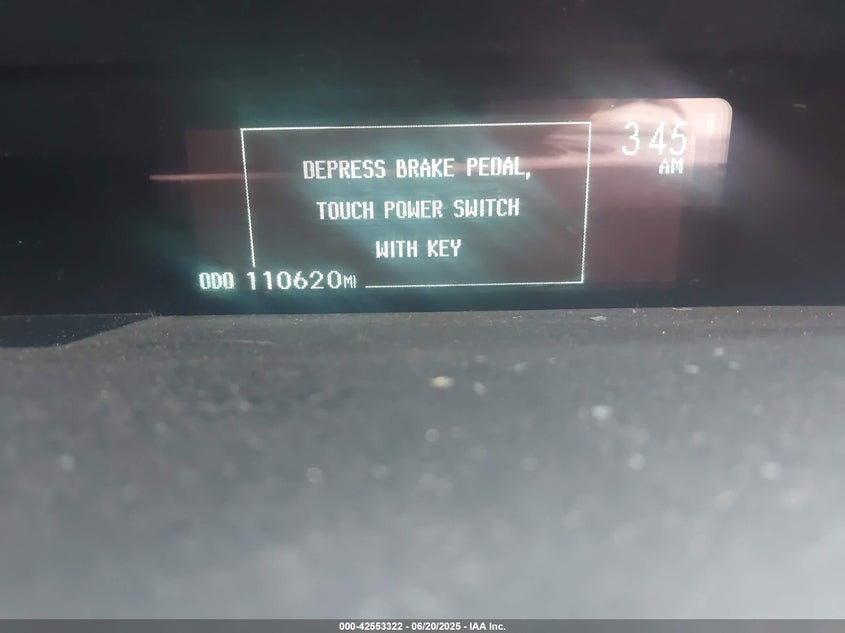 3 45
AM
DEPRESS BRAKE PEDAL,
TOUCH POWER SWITCH
WITH KEY
ODO 110620MI
000-42553322 - 06/20/2025 - IAA Inc.